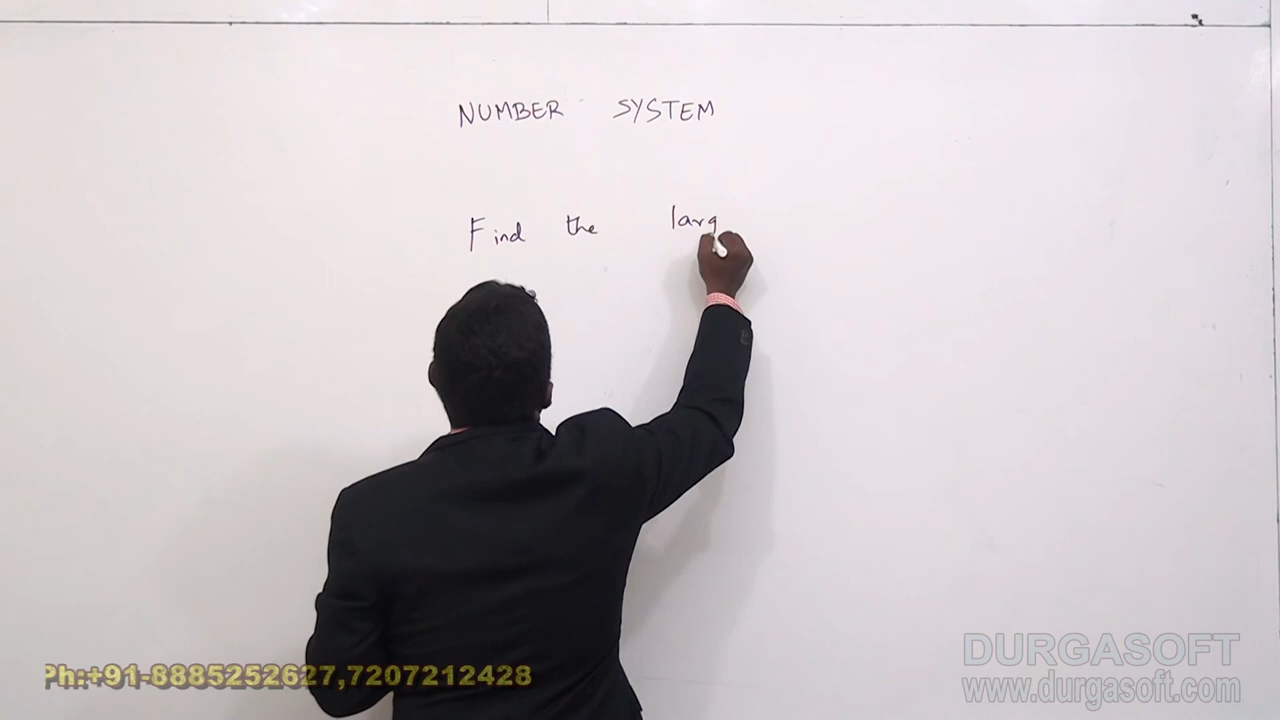 NUMBER SYSTEM
Find the larg
Ph:+91-8885252627,7207212428
DURGASOFT
www.durgasoft.com